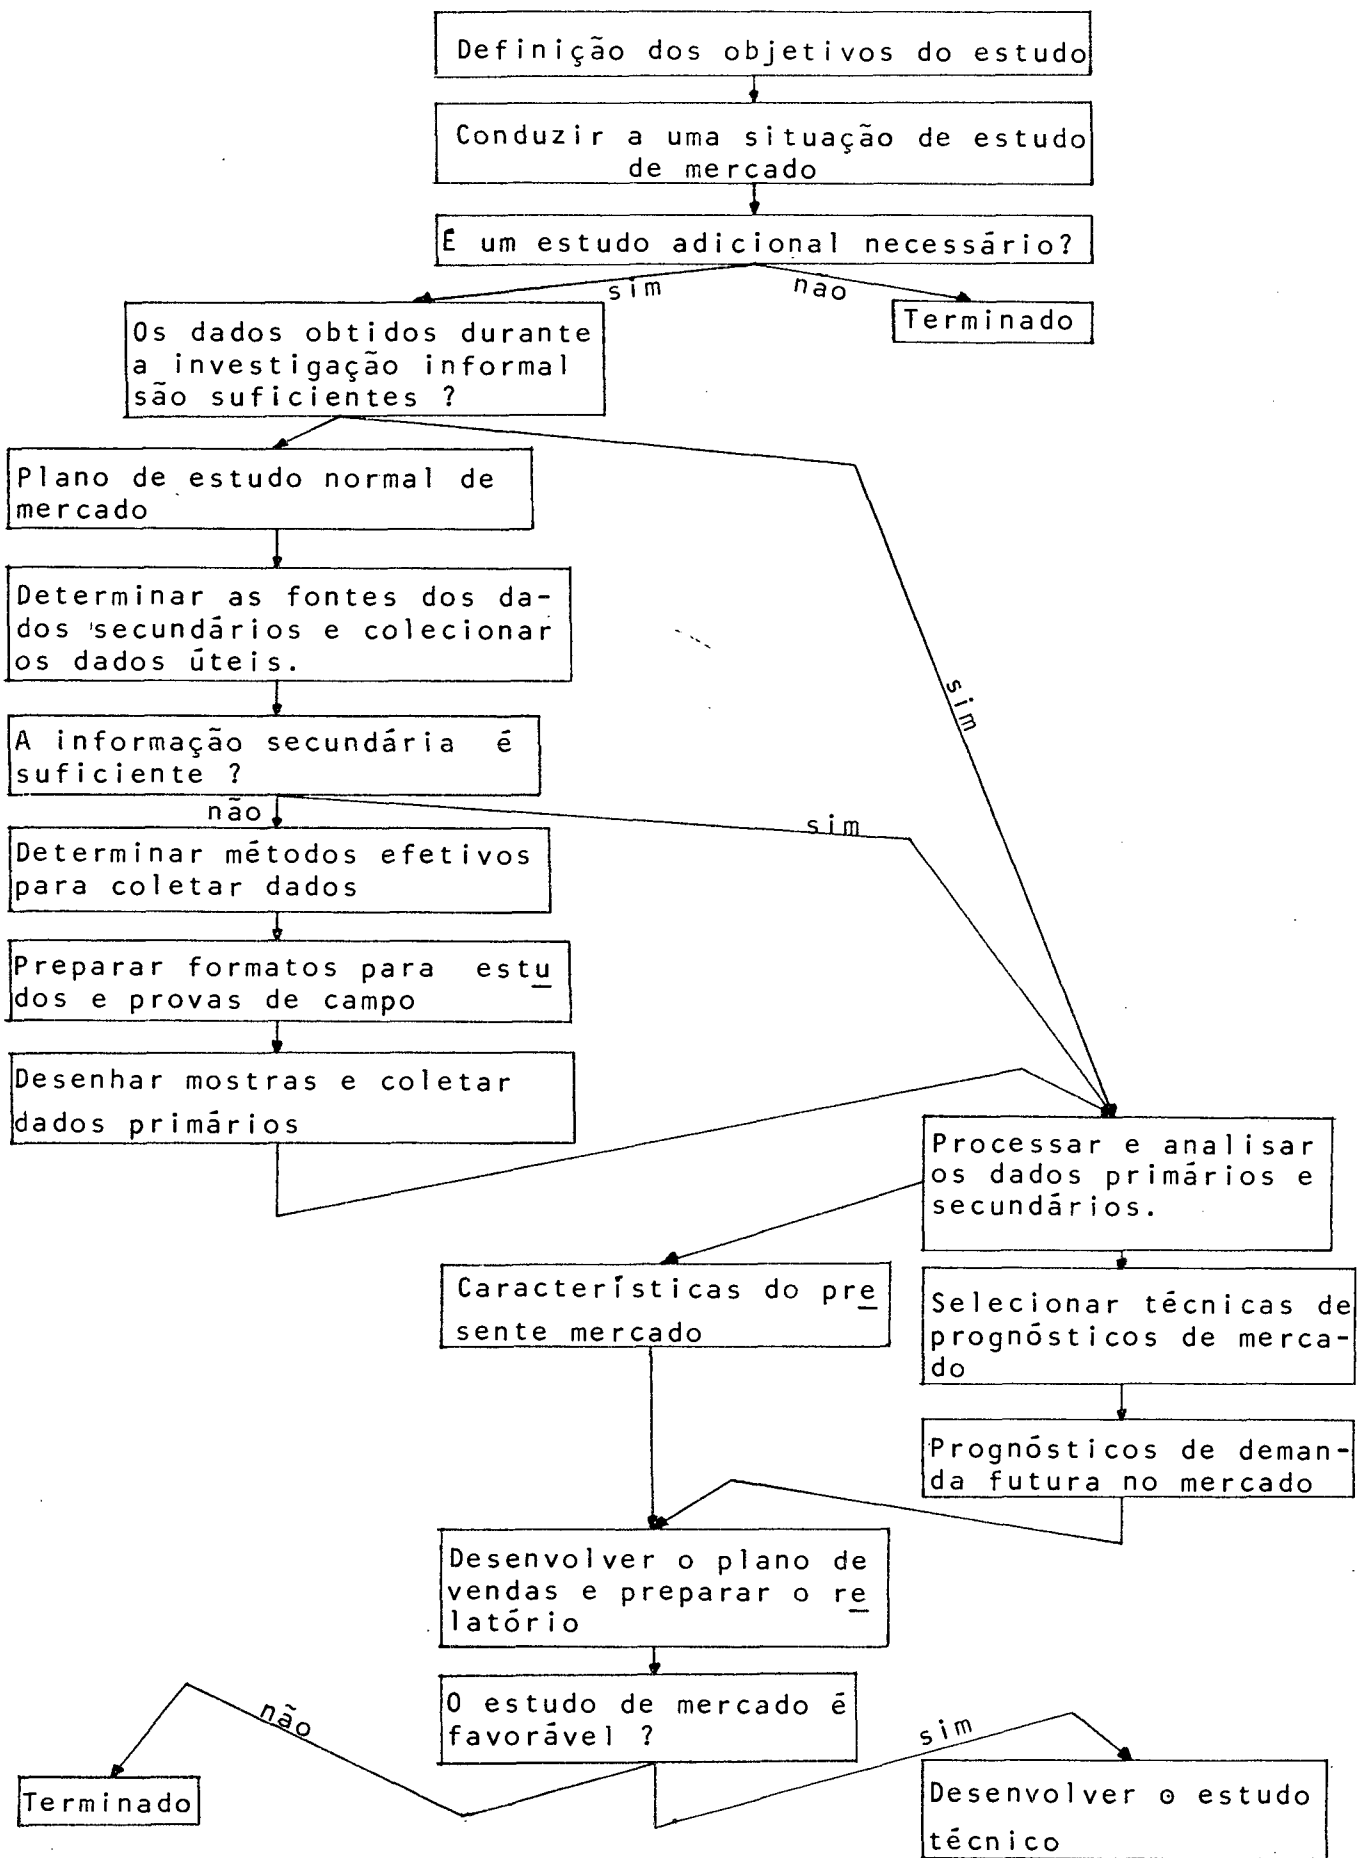 Definição dos objetivos do estudo
Conduzir a uma situação de estudo
de mercado
É um estudo adicional necessário?
sim
nao
Os dados obtidos durante
a investigação informal
são suficientes ?
Terminado
Plano de estudo normal de
mercado
Determinar as fontes dos da-
dos secundários e colecionar
os dados úteis.
sim
A informação secundária é
suficiente ?
não
sim
Determinar métodos efetivos
para coletar dados
Preparar formatos para estu
dos e provas de campo
Desenhar mostras e coletar
dados primários
Processar e analisar
os dados primários e
secundários.
Características do pre
sente mercado
Selecionar técnicas de
prognósticos de merca-
do
Prognósticos de deman-
da futura no mercado
Desenvolver o plano de
vendas e preparar o re
latório
O estudo de mercado é
favorável ?
não
sim
Terminado
Desenvolver o estudo
técnico